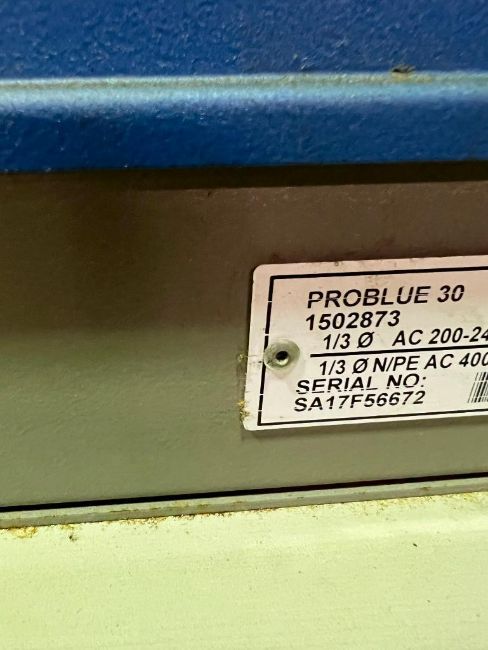 PROBLUE 30
1502873
1/3 Ø AC 200-24
1/3 Ø N/PE AC 400
SERIAL NO:
SA17F56672